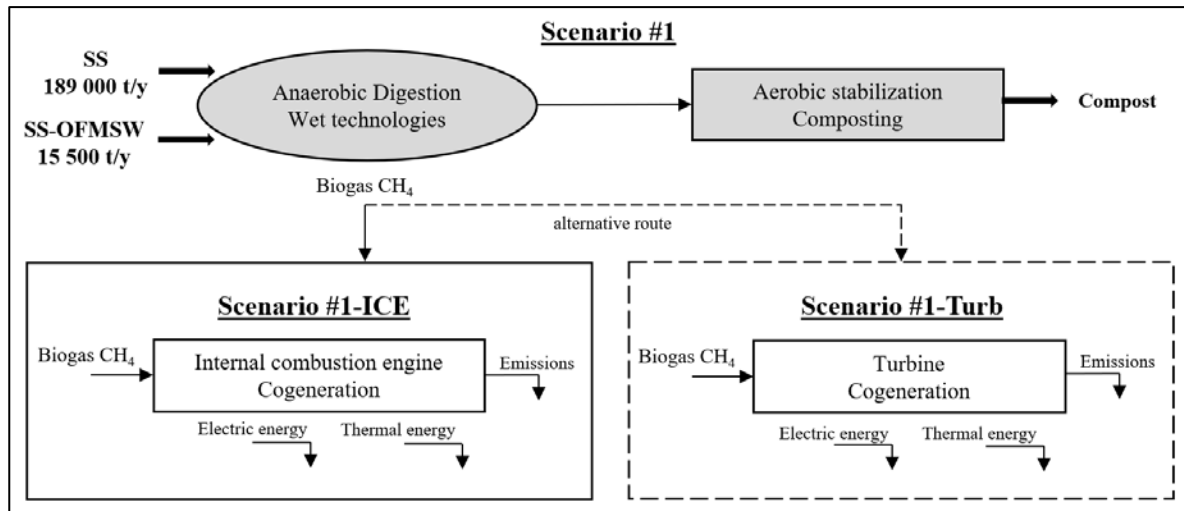 Scenario #1
SS
189 000 t/y
SS-OFMSW
15 500 t/y
Anaerobic Digestion
Wet technologies
Aerobic stabilization
Composting
Compost
Biogas CH₄
alternative route
Scenario #1-ICE
Biogas CH₄
Internal combustion engine
Cogeneration
Emissions
Electric energy
Thermal energy
Scenario #1-Turb
Biogas CH₄
Turbine
Cogeneration
Emissions
Electric energy
Thermal energy